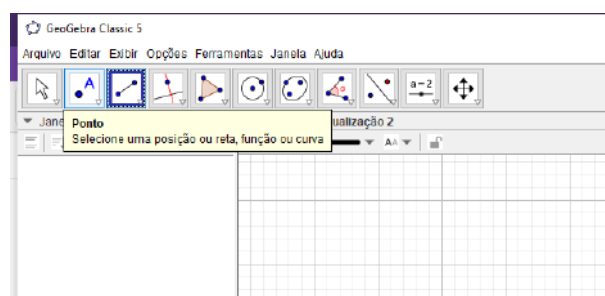 GeoGebra Classic 5
Arquivo Editar Exibir Opções Ferramentas Janela Ajuda
A
a=2
Jane
ualização 2
Ponto
Selecione uma posição ou reta, função ou curva
AA